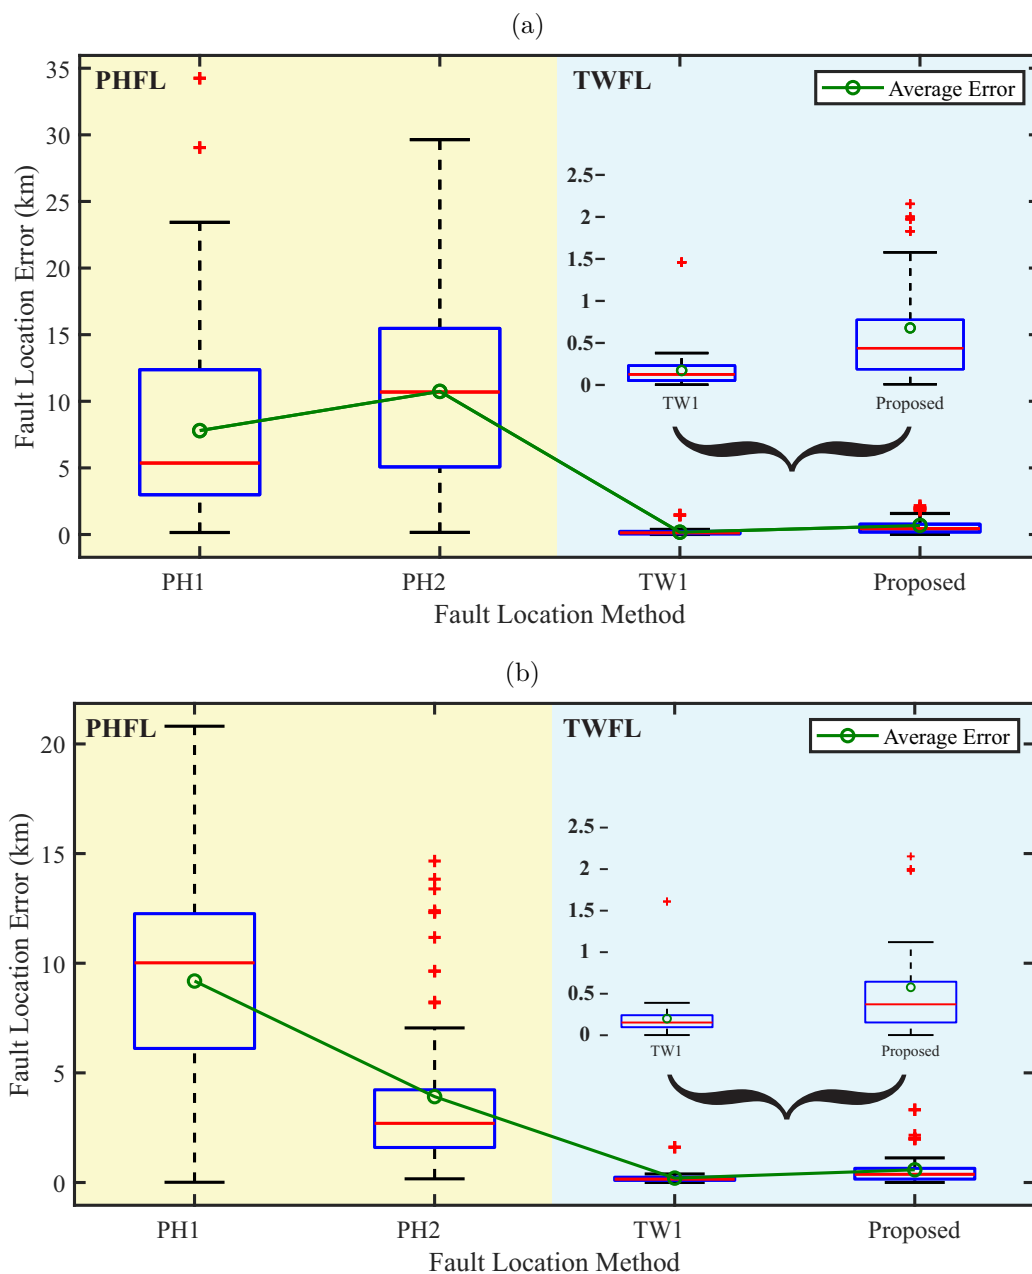 (a)
PHFL
TWFL
Average Error
Fault Location Error (km)
35
30
25
20
15
10
5
0
2.5
2
1.5
1
0.5
0
TW1
Proposed
PH1
PH2
TW1
Proposed
Fault Location Method
(b)
PHFL
TWFL
Average Error
Fault Location Error (km)
20
15
10
5
0
2.5
2
1.5
1
0.5
0
TW1
Proposed
PH1
PH2
TW1
Proposed
Fault Location Method